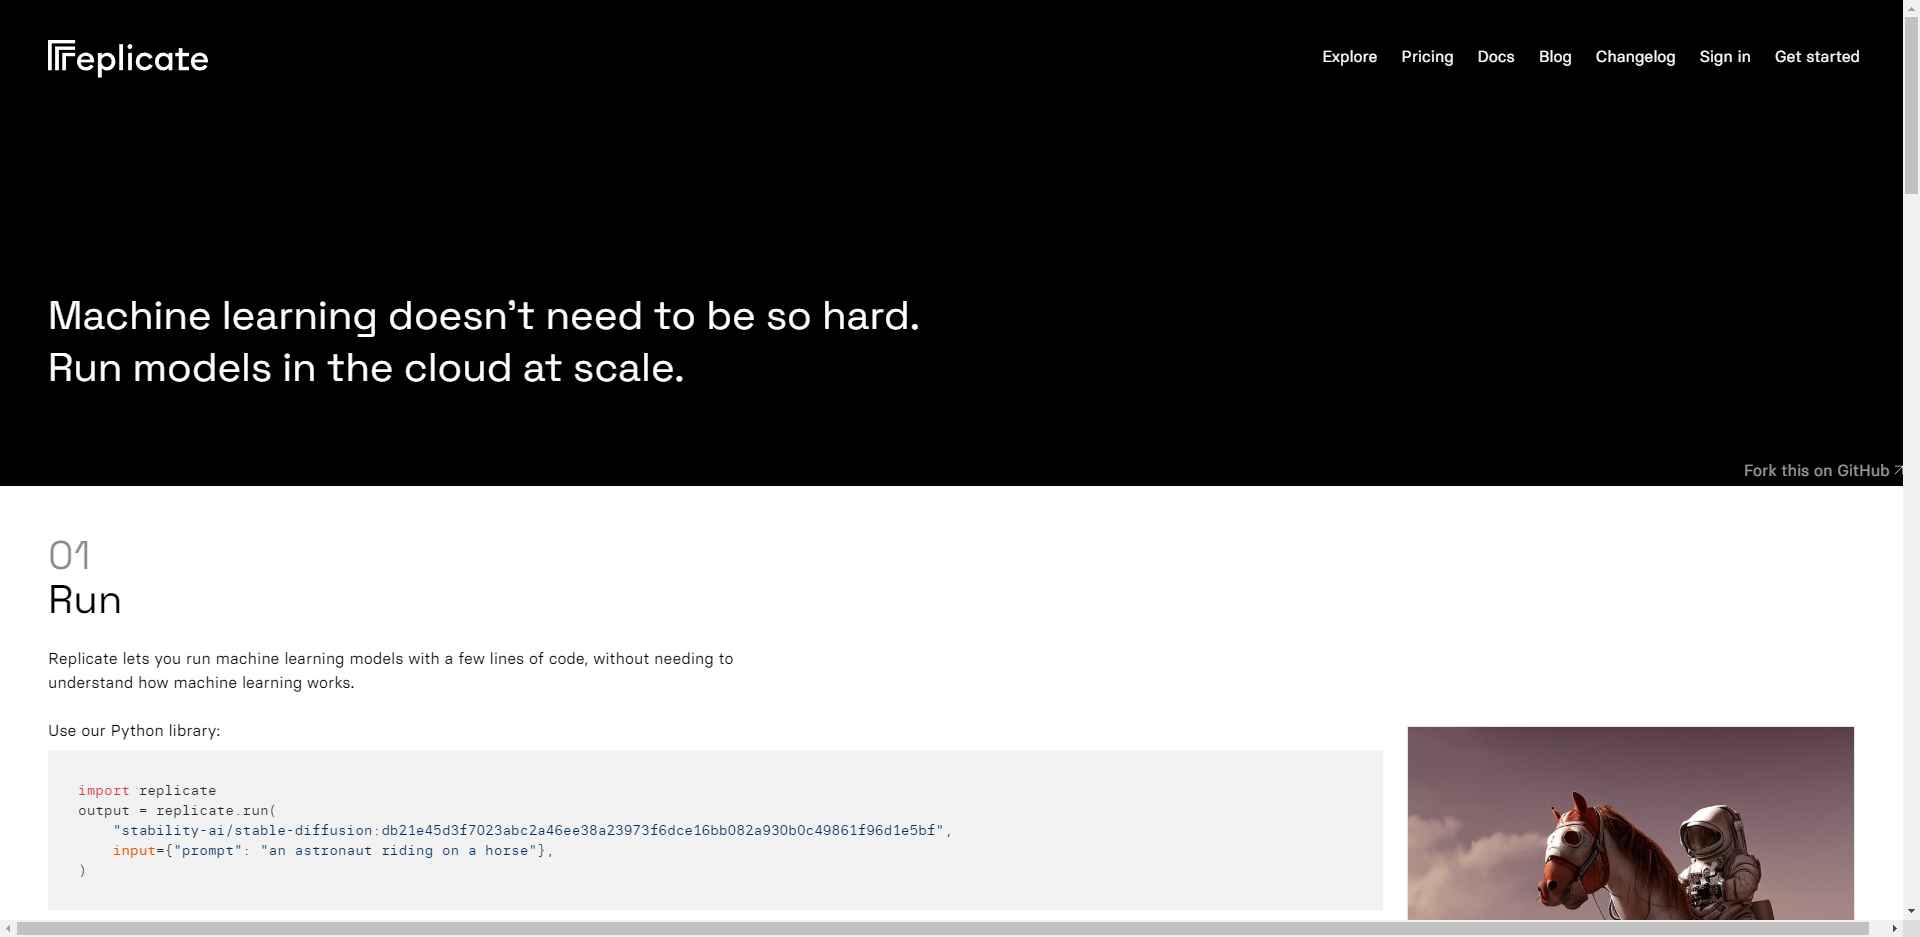 replicate
Explore Pricing Docs Blog Changelog Sign in Get started
Machine learning doesn’t need to be so hard.
Run models in the cloud at scale.
Fork this on GitHub
01
Run
Replicate lets you run machine learning models with a few lines of code, without needing to
understand how machine learning works.
Use our Python library:
import replicate
output = replicate.run(
    "stability-ai/stable-diffusion:db21e45d3f7023abc2a46ee38a23973f6dce16bb082a930b0c49861f96d1e5bf",
    input={"prompt": "an astronaut riding on a horse"},
)